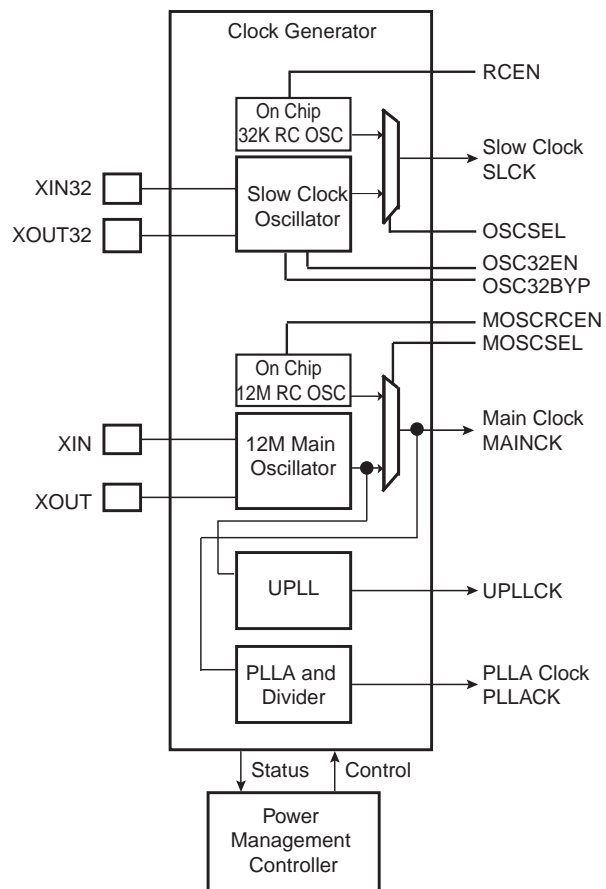 Clock Generator
RCEN
On Chip
32K RC OSC
Slow Clock
SLCK
XIN32
Slow Clock
Oscillator
XOUT32
OSCSEL
OSC32EN
OSC32BYP
MOSCRCEN
MOSCSEL
On Chip
12M RC OSC
Main Clock
MAINCK
XIN
12M Main
Oscillator
XOUT
UPLL
UPLLCK
PLLA and
Divider
PLLA Clock
PLLACK
Status
Control
Power
Management
Controller